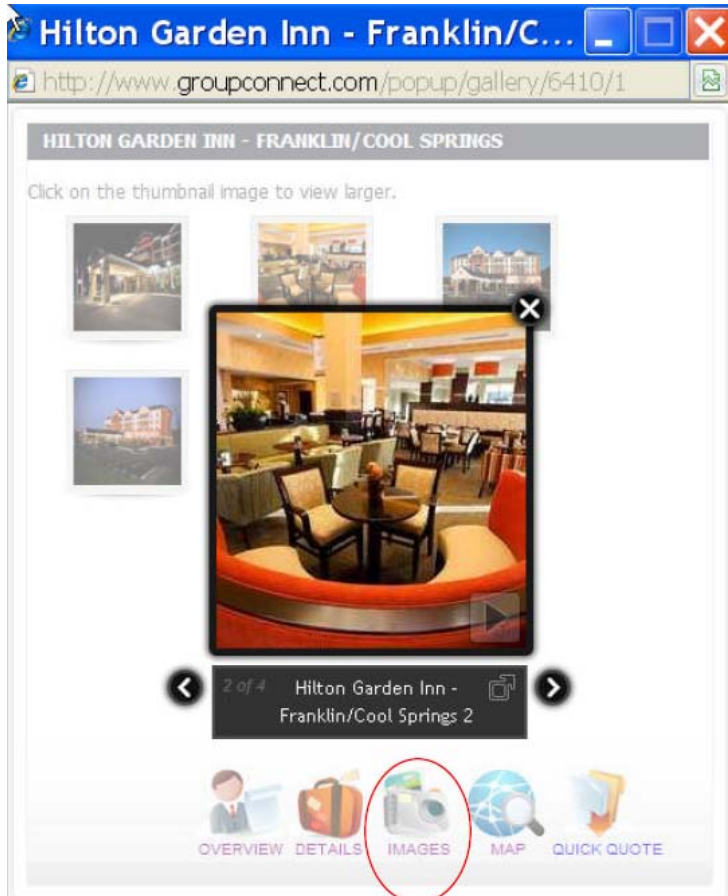 Hilton Garden Inn - Franklin/C...
http://www.groupconnect.com/popup/gallery/6410/1
HILTON GARDEN INN - FRANKLIN/COOL SPRINGS
Click on the thumbnail image to view larger.
2 of 4
Hilton Garden Inn -
Franklin/Cool Springs 2
OVERVIEW DETAILS IMAGES MAP QUICK QUOTE